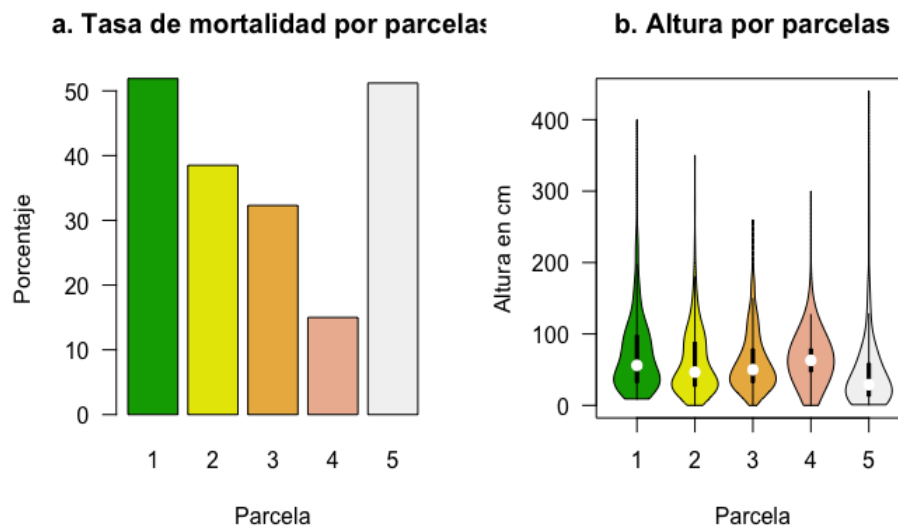 a. Tasa de mortalidad por parcelas
Porcentaje
50
40
30
20
10
0
1 2 3 4 5
Parcela
b. Altura por parcelas
Altura en cm
400
300
200
100
0
1 2 3 4 5
Parcela